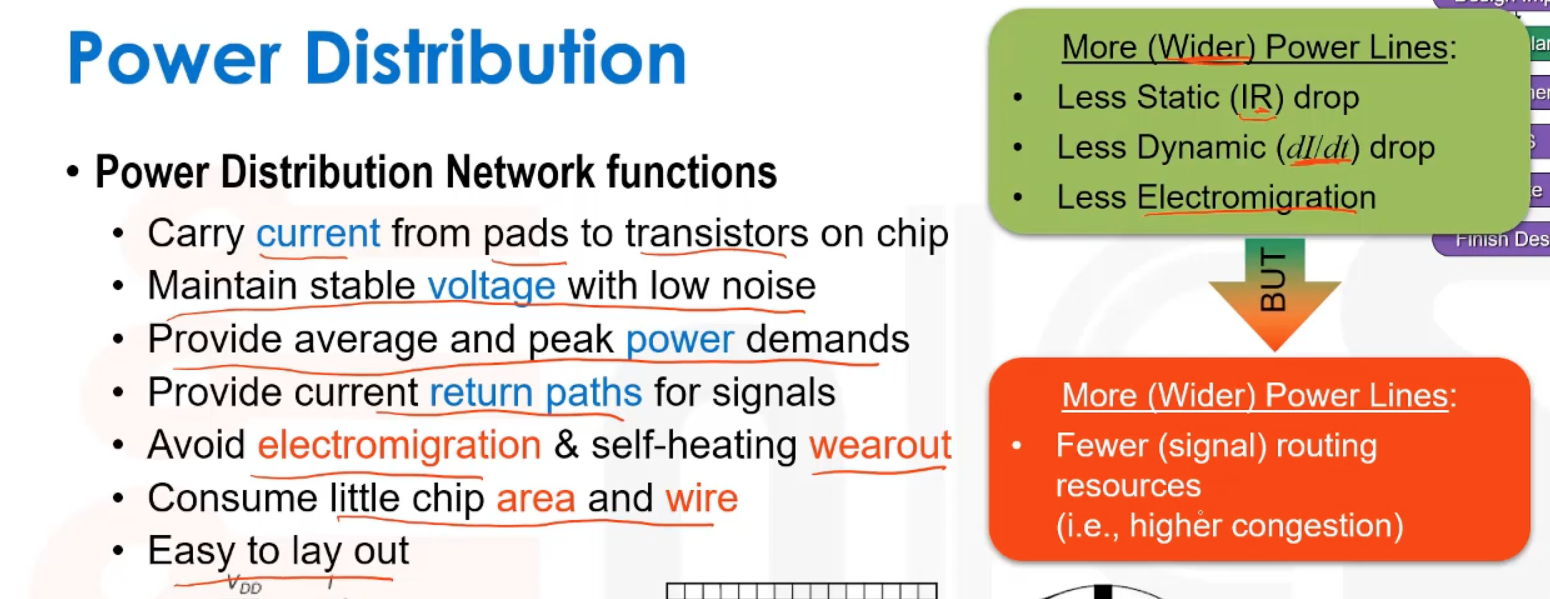 Power Distribution
• Power Distribution Network functions
• Carry current from pads to transistors on chip
• Maintain stable voltage with low noise
• Provide average and peak power demands
• Provide current return paths for signals
• Avoid electromigration & self-heating wearout
• Consume little chip area and wire
• Easy to lay out
V_DD
More (Wider) Power Lines:
• Less Static (IR) drop
• Less Dynamic (dI/dt) drop
• Less Electromigration
BUT
More (Wider) Power Lines:
• Fewer (signal) routing
resources
(i.e., higher congestion)
Finish Des